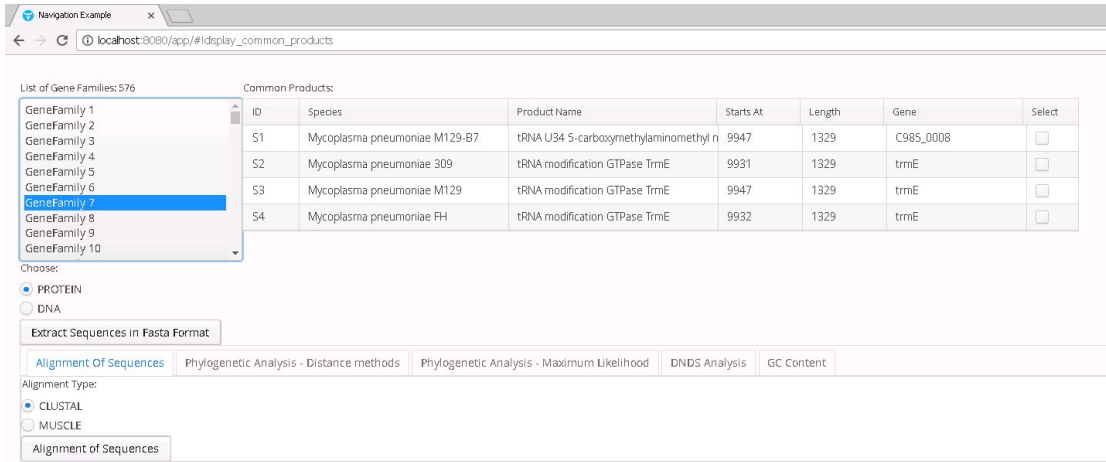 Navigation Example
localhost:8080/app/#!display_common_products
List of Gene Families: 576
Common Products:
GeneFamily 1
GeneFamily 2
GeneFamily 3
GeneFamily 4
GeneFamily 5
GeneFamily 6
GeneFamily 7
GeneFamily 8
GeneFamily 9
GeneFamily 10
ID Species Product Name Starts At Length Gene Select
S1 Mycoplasma pneumoniae M129-B7 tRNA U34 5-carboxymethylaminomethyl n 9947 1329 C985_0008
S2 Mycoplasma pneumoniae 309 tRNA modification GTPase TrmE 9931 1329 trmE
S3 Mycoplasma pneumoniae M129 tRNA modification GTPase TrmE 9947 1329 trmE
S4 Mycoplasma pneumoniae FH tRNA modification GTPase TrmE 9932 1329 trmE
Choose:
PROTEIN
DNA
Extract Sequences in Fasta Format
Alignment Of Sequences Phylogenetic Analysis - Distance methods Phylogenetic Analysis - Maximum Likelihood DNDS Analysis GC Content
Alignment Type:
CLUSTAL
MUSCLE
Alignment of Sequences